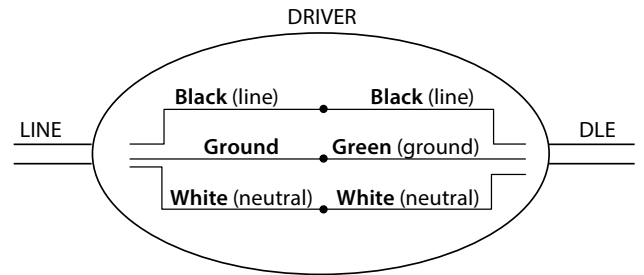 DRIVER
Black (line) Black (line)
LINE DLE
Ground Green (ground)
White (neutral) White (neutral)